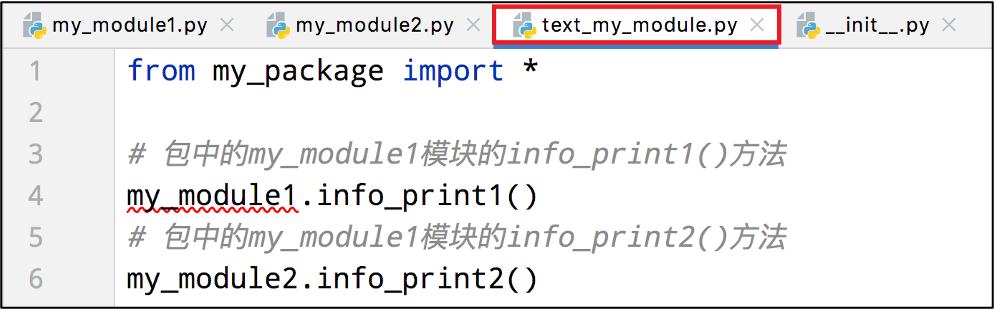 my_module1.py my_module2.py text_my_module.py __init__.py
1 from my_package import *
2
3 # 包中的my_module1模块的info_print1()方法
4 my_module1.info_print1()
5 # 包中的my_module1模块的info_print2()方法
6 my_module2.info_print2()